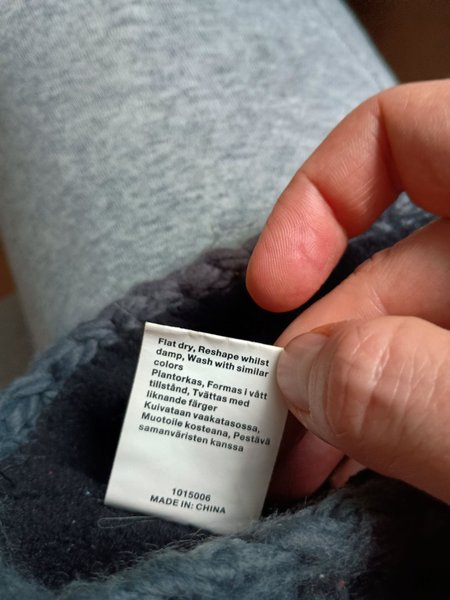 Flat dry, Reshape whilst
damp, Wash with similar
colors
Plantorkas, Formas i vått
tillstånd, Tvättas med
liknande färger
Kuivataan vaakatasossa,
Muotoile kosteana, Pestävä
samanväristen kanssa
1015006
MADE IN: CHINA